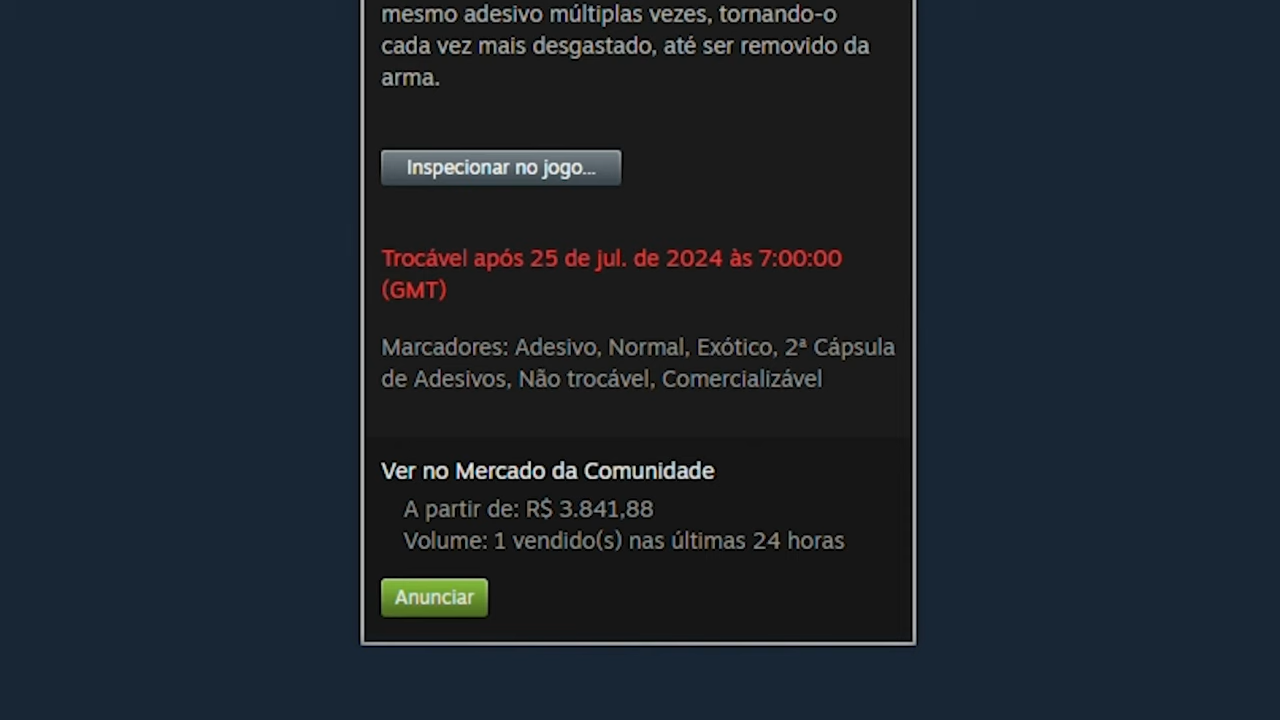 mesmo adesivo múltiplas vezes, tornando-o
cada vez mais desgastado, até ser removido da
arma.
Inspecionar no jogo...
Trocável após 25 de jul. de 2024 às 7:00:00
(GMT)
Marcadores: Adesivo, Normal, Exótico, 2ª Cápsula
de Adesivos, Não trocável, Comercializável
Ver no Mercado da Comunidade
A partir de: R$ 3.841,88
Volume: 1 vendido(s) nas últimas 24 horas
Anunciar